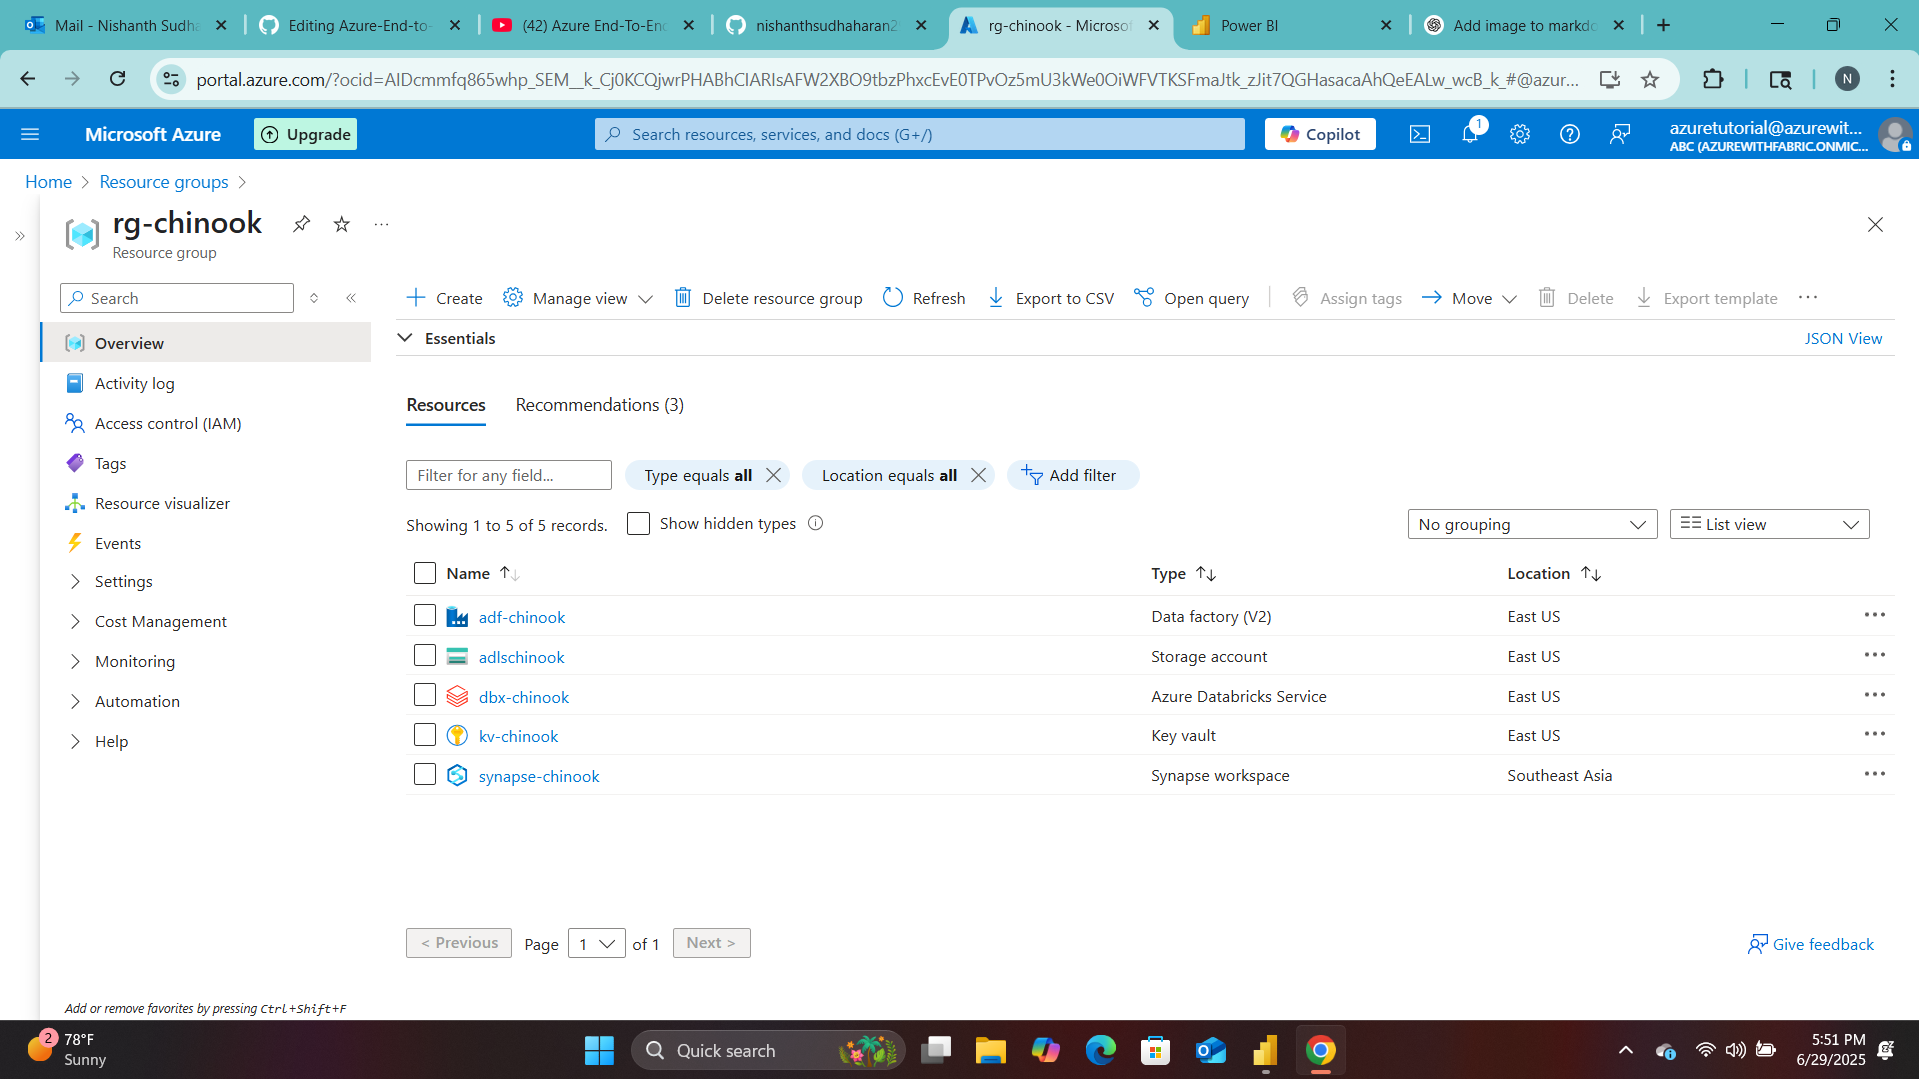 Mail - Nishanth Sudha
Editing Azure-End-to-
(42) Azure End-To-End
nishanthsudhaharan2
rg-chinook - Microsoft
Power BI
Add image to markdo
portal.azure.com/?ocid=AIDcmmfq865whp_SEM__k_Cj0KCQjwrPHABhCIARIsAFW2XBO9tbzPhxcEvE0TPvOz5mU3kWe0OiWFVTKSFmaJtk_zJit7QGHasacaAhQeEALw_wcB_k_#@azur...
N
Microsoft Azure
Upgrade
Search resources, services, and docs (G+/)
Copilot
1
azuretutorial@azurewit...
ABC (AZUREWITHFABRIC.ONMIC...
Home
Resource groups
rg-chinook
Resource group
Search
Create
Manage view
Delete resource group
Refresh
Export to CSV
Open query
Assign tags
Move
Delete
Export template
Overview
Activity log
Access control (IAM)
Tags
Resource visualizer
Events
Settings
Cost Management
Monitoring
Automation
Help
Essentials
JSON View
Resources
Recommendations (3)
Filter for any field...
Type equals all
Location equals all
Add filter
Showing 1 to 5 of 5 records.
Show hidden types
No grouping
List view
Name
Type
Location
adf-chinook
Data factory (V2)
East US
adlschinook
Storage account
East US
dbx-chinook
Azure Databricks Service
East US
kv-chinook
Key vault
East US
synapse-chinook
Synapse workspace
Southeast Asia
< Previous
Page
1
of 1
Next >
Give feedback
Add or remove favorites by pressing Ctrl+Shift+F
2
78°F
Sunny
Quick search
5:51 PM
6/29/2025